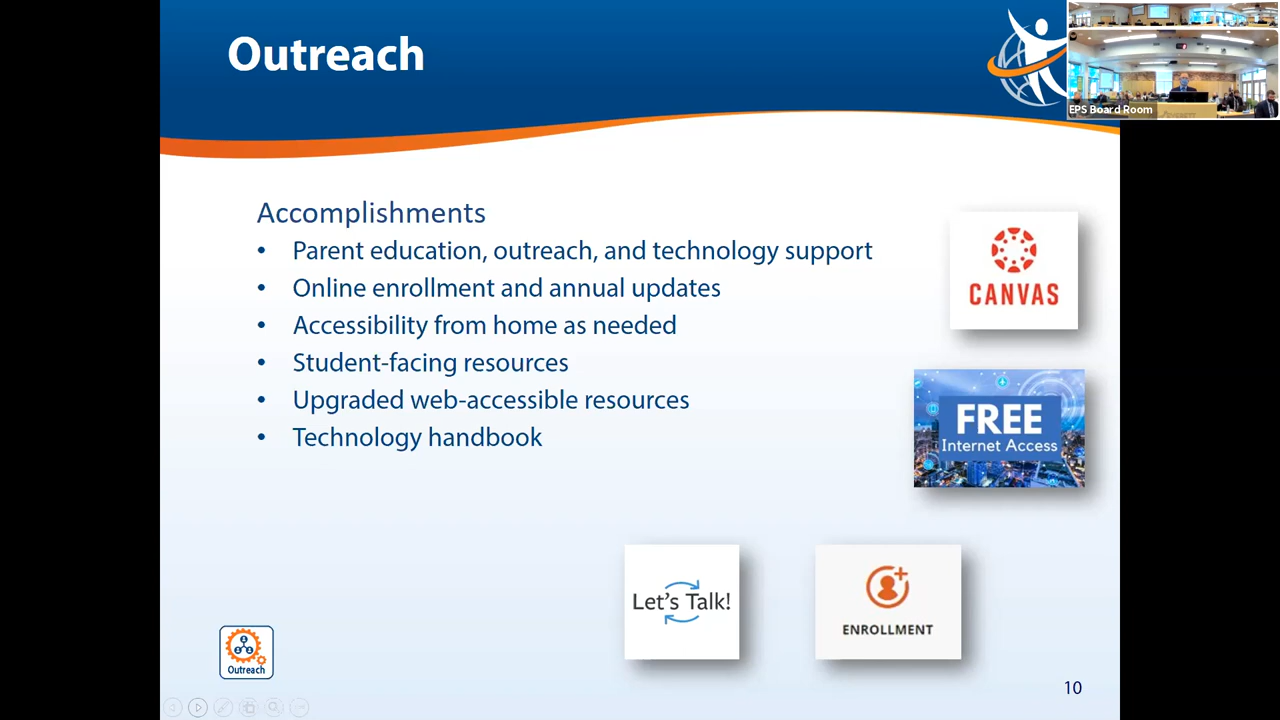 Outreach
EPS Board Room
Accomplishments
• Parent education, outreach, and technology support
• Online enrollment and annual updates
• Accessibility from home as needed
• Student-facing resources
• Upgraded web-accessible resources
• Technology handbook
CANVAS
FREE
Internet Access
Let's Talk!
ENROLLMENT
Outreach
10